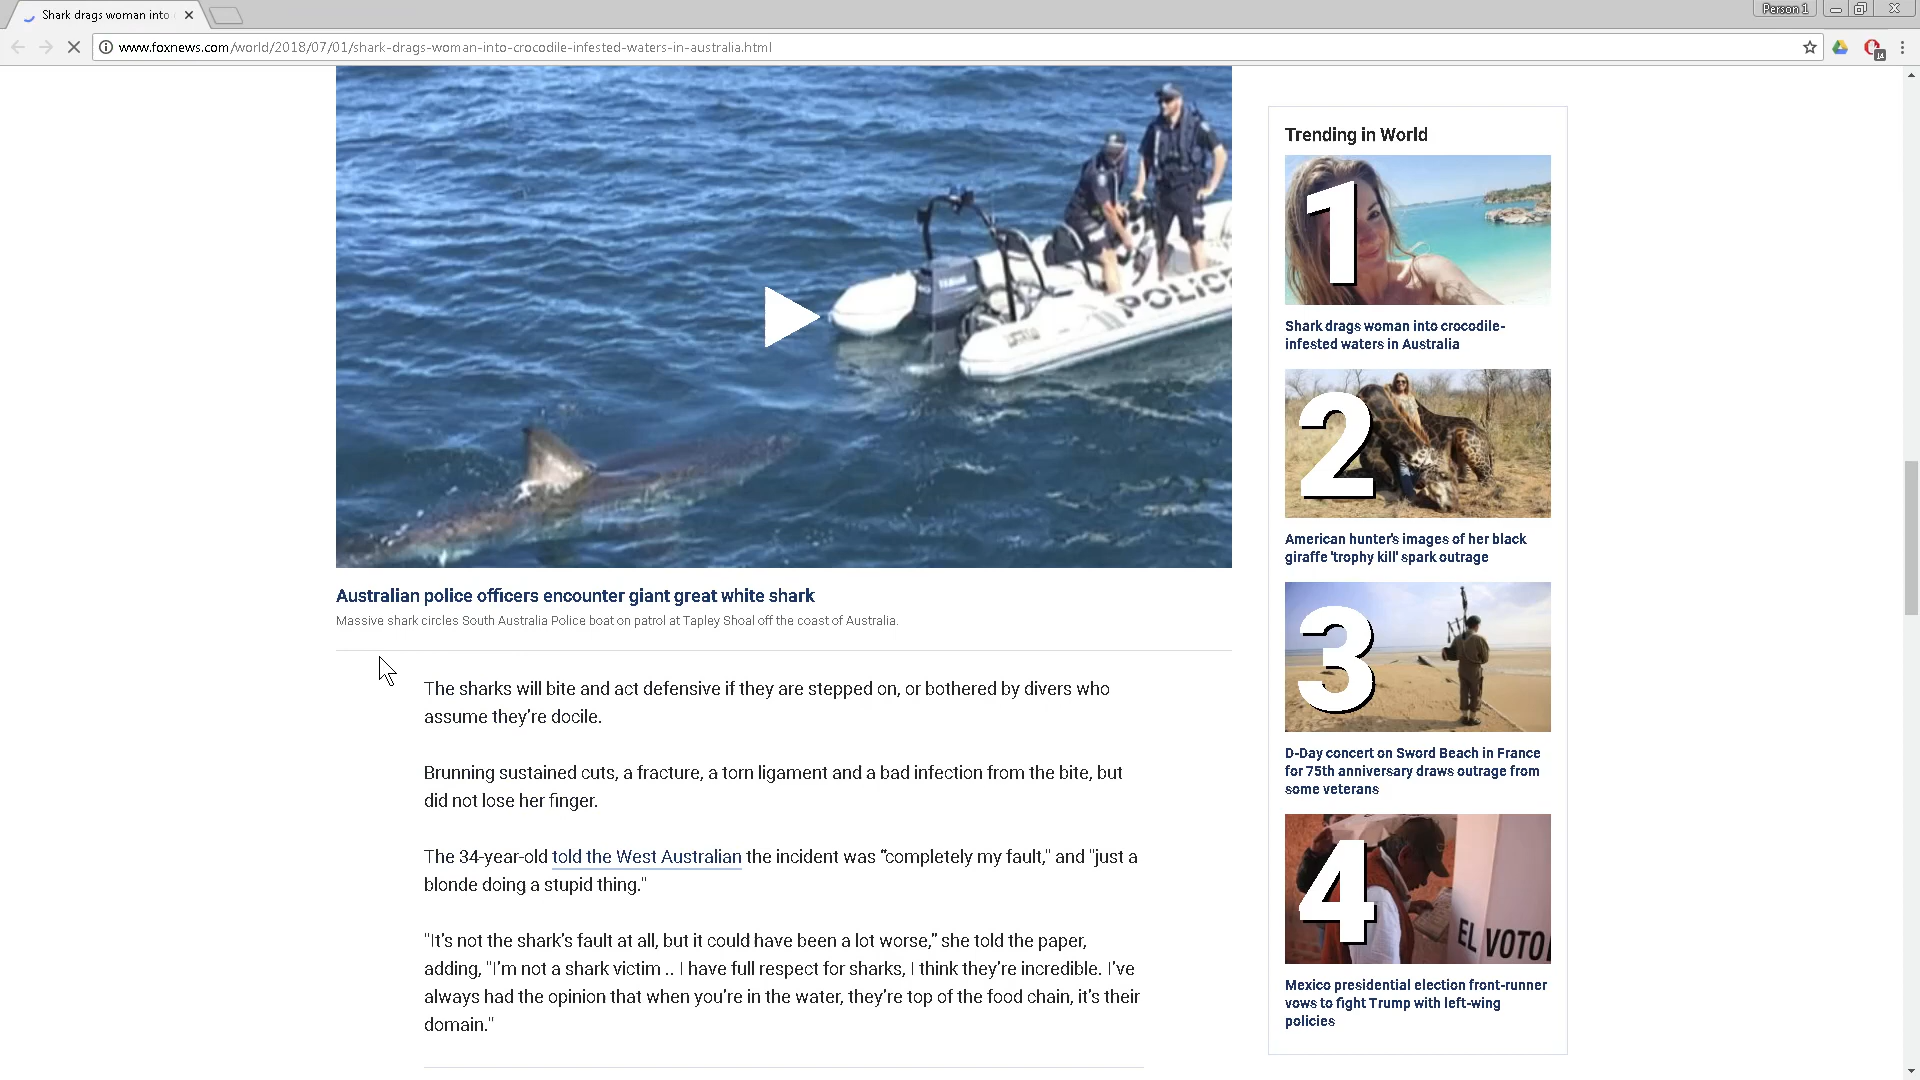 Shark drags woman into
Person 1
www.foxnews.com/world/2018/07/01/shark-drags-woman-into-crocodile-infested-waters-in-australia.html
14
POLICE
YAMAHA
Australian police officers encounter giant great white shark
Massive shark circles South Australia Police boat on patrol at Tapley Shoal off the coast of Australia.
The sharks will bite and act defensive if they are stepped on, or bothered by divers who
assume they're docile.
Brunning sustained cuts, a fracture, a torn ligament and a bad infection from the bite, but
did not lose her finger.
The 34-year-old told the West Australian the incident was “completely my fault," and "just a
blonde doing a stupid thing."
"It's not the shark's fault at all, but it could have been a lot worse,” she told the paper,
adding, "I'm not a shark victim .. I have full respect for sharks, I think they're incredible. I've
always had the opinion that when you're in the water, they're top of the food chain, it's their
domain."
Trending in World
1
Shark drags woman into crocodile-
infested waters in Australia
2
American hunter's images of her black
giraffe 'trophy kill' spark outrage
3
D-Day concert on Sword Beach in France
for 75th anniversary draws outrage from
some veterans
4
EL VOTO
Mexico presidential election front-runner
vows to fight Trump with left-wing
policies